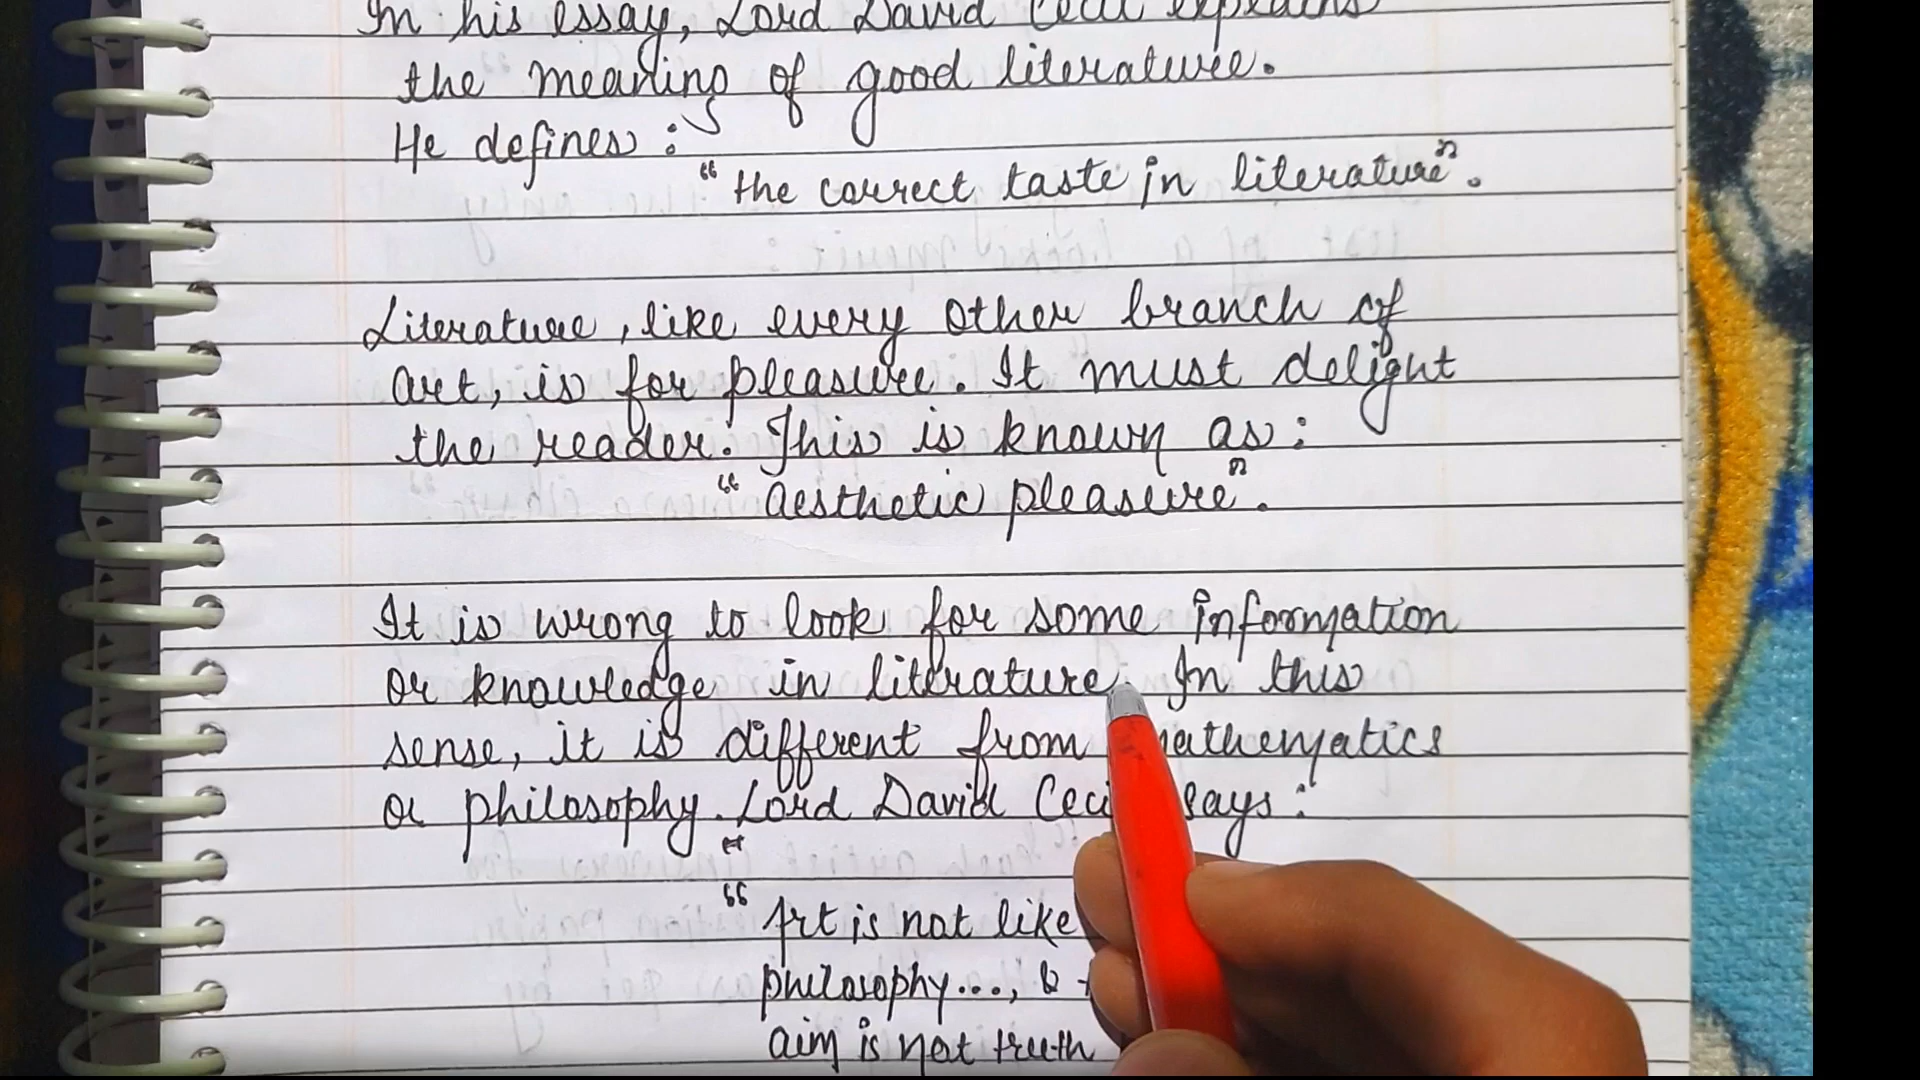 In his essay, Lord David Cecil explains
the meaning of good literature.
He defines :
"the correct taste in literature".
Literature, like every other branch of
art, is for pleasure. It must delight
the reader. This is known as:
"aesthetic pleasure".
It is wrong to look for some information
or knowledge in literature. In this
sense, it is different from mathematics
or philosophy. Lord David Cecil says:
"Art is not like
philosophy...,
aim is not truth